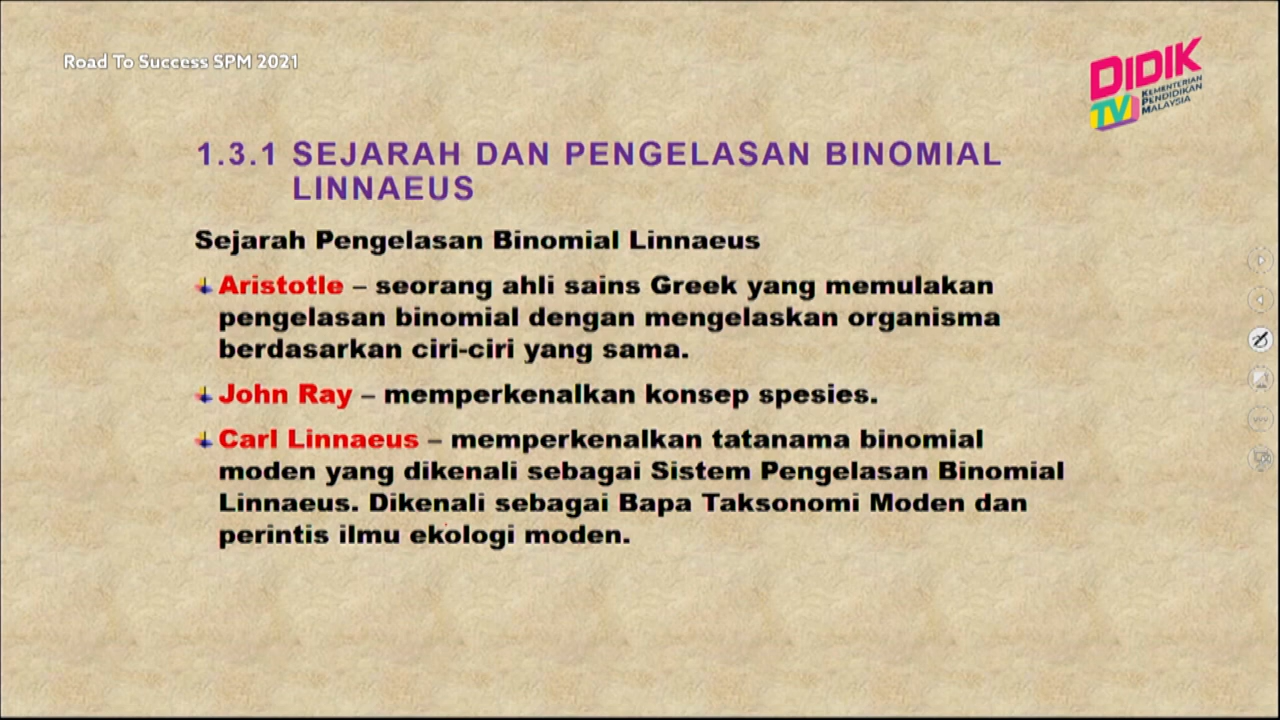 Road To Success SPM 2021
DIDIK
TV
KEMENTERIAN
PENDIDIKAN
MALAYSIA
1.3.1 SEJARAH DAN PENGELASAN BINOMIAL
LINNAEUS
Sejarah Pengelasan Binomial Linnaeus
Aristotle – seorang ahli sains Greek yang memulakan
pengelasan binomial dengan mengelaskan organisma
berdasarkan ciri-ciri yang sama.
John Ray – memperkenalkan konsep spesies.
Carl Linnaeus – memperkenalkan tatanama binomial
moden yang dikenali sebagai Sistem Pengelasan Binomial
Linnaeus. Dikenali sebagai Bapa Taksonomi Moden dan
perintis ilmu ekologi moden.